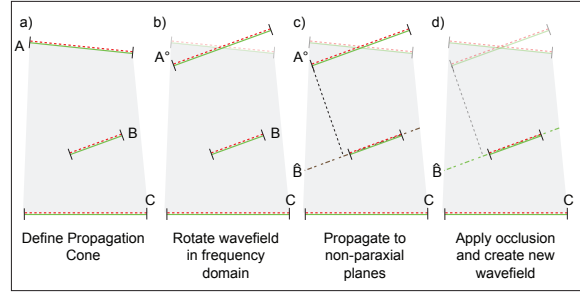 a)
A
B
C
Define Propagation
Cone
b)
A°
B
C
Rotate wavefield
in frequency
domain
c)
A°
B̂
C
Propagate to
non-paraxial
planes
d)
B̂
C
Apply occlusion
and create new
wavefield